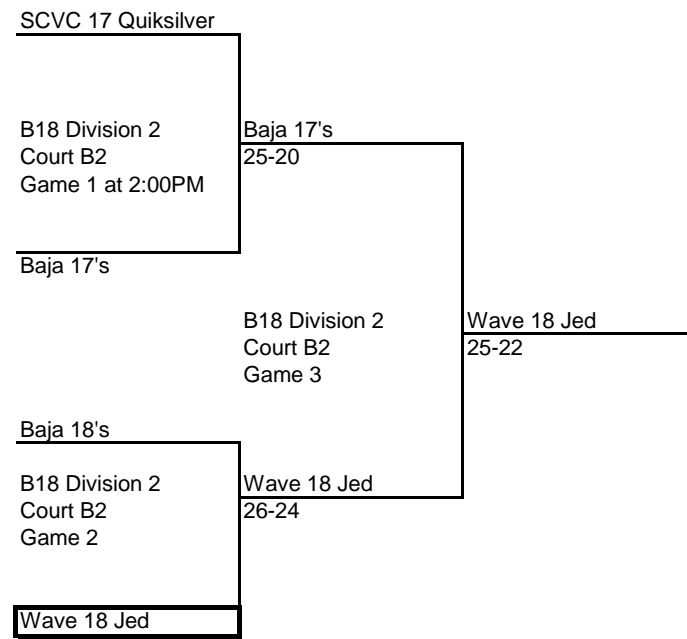 SCVC 17 Quiksilver
B18 Division 2
Court B2
Game 1 at 2:00PM
Baja 17's
25-20
Baja 17's
B18 Division 2
Court B2
Game 3
Wave 18 Jed
25-22
Baja 18's
B18 Division 2
Court B2
Game 2
Wave 18 Jed
26-24
Wave 18 Jed